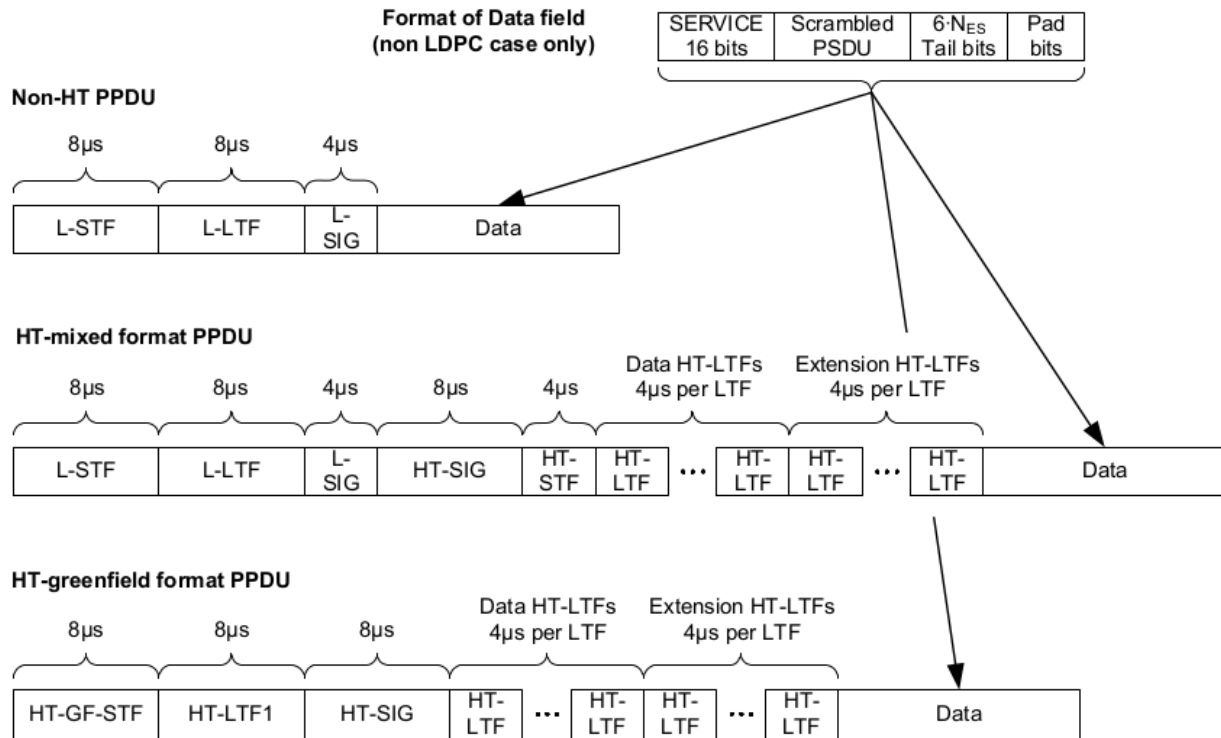 Format of Data field
(non LDPC case only)
SERVICE 16 bits
Scrambled PSDU
6·N_ES Tail bits
Pad bits
Non-HT PPDU
8µs 8µs 4µs
L-STF L-LTF L-SIG Data
HT-mixed format PPDU
Data HT-LTFs
4µs per LTF
Extension HT-LTFs
4µs per LTF
8µs 8µs 4µs 8µs 4µs
L-STF L-LTF L-SIG HT-SIG HT-STF HT-LTF ... HT-LTF HT-LTF ... HT-LTF Data
HT-greenfield format PPDU
Data HT-LTFs
4µs per LTF
Extension HT-LTFs
4µs per LTF
8µs 8µs 8µs
HT-GF-STF HT-LTF1 HT-SIG HT-LTF ... HT-LTF HT-LTF ... HT-LTF Data